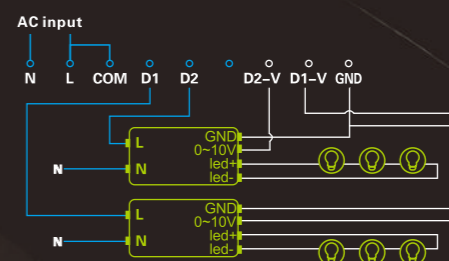 AC input
N L COM D1 D2 D2-V D1-V GND
L GND
0~10V
N led+
N led-
L GND
0~10V
N led+
N led-